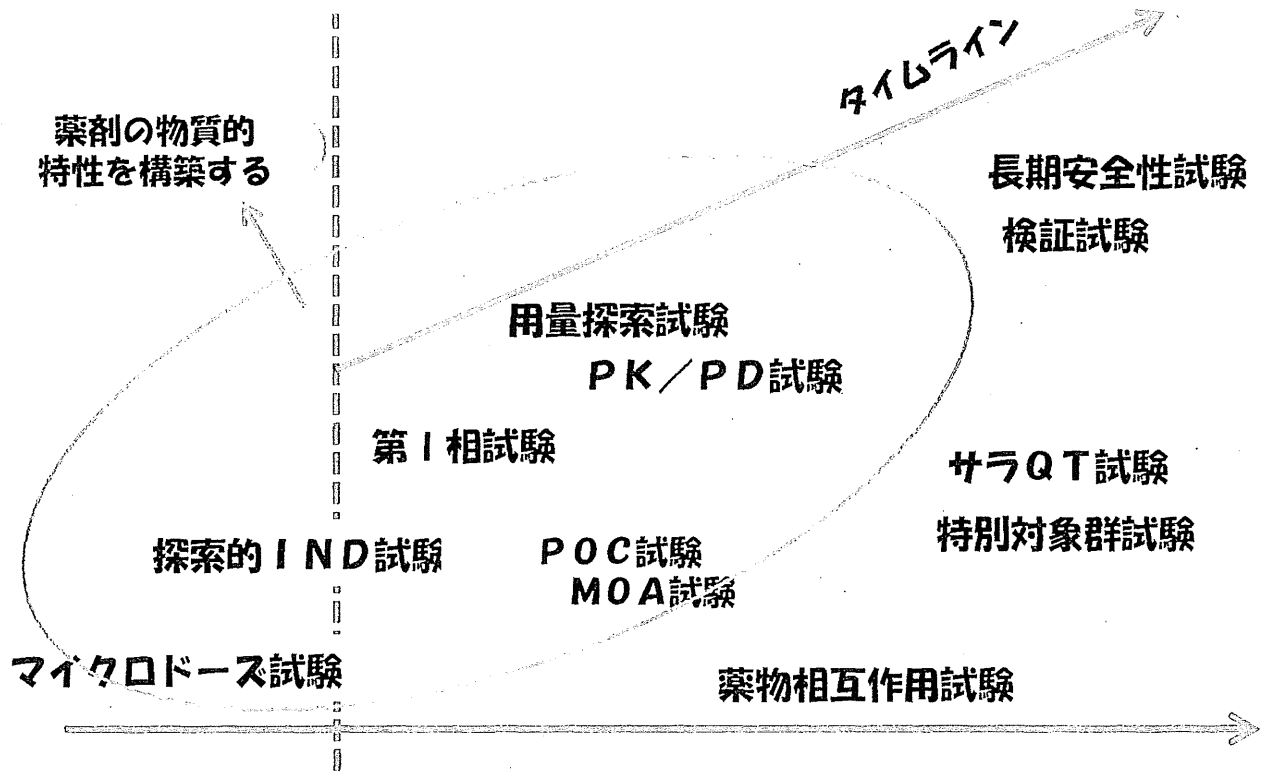 タイムライン
薬剤の物質的
特性を構築する
長期安全性試験
検証試験
用量探索試験
PK/PD試験
第I相試験
サラQT試験
特別対象群試験
探索的IND試験
POC試験
MOA試験
マイクロドーズ試験
薬物相互作用試験